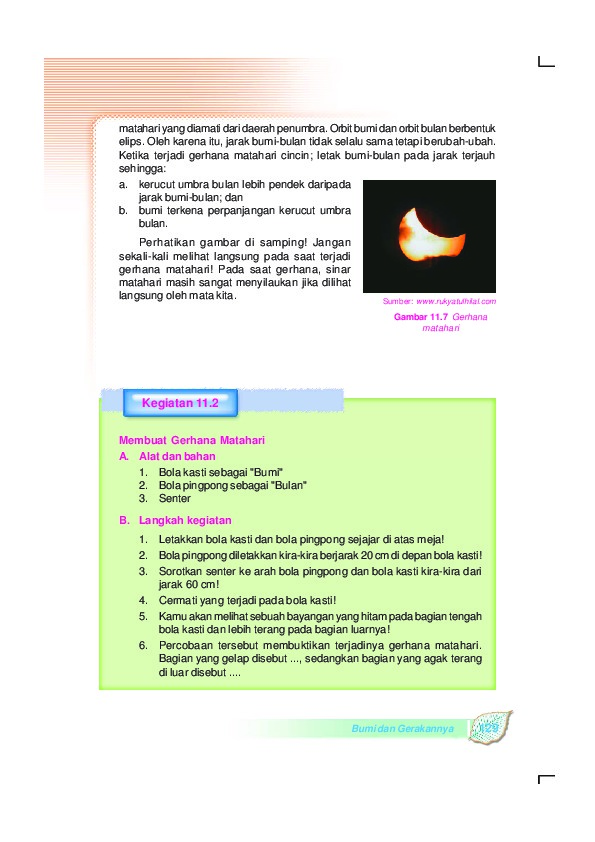 matahari yang diamati dari daerah penumbra. Orbit bumi dan orbit bulan berbentuk
elips. Oleh karena itu, jarak bumi-bulan tidak selalu sama tetapi berubah-ubah.
Ketika terjadi gerhana matahari cincin; letak bumi-bulan pada jarak terjauh
sehingga:
a. kerucut umbra bulan lebih pendek daripada
jarak bumi-bulan; dan
b. bumi terkena perpanjangan kerucut umbra
bulan.
Perhatikan gambar di samping! Jangan
sekali-kali melihat langsung pada saat terjadi
gerhana matahari! Pada saat gerhana, sinar
matahari masih sangat menyilaukan jika dilihat
langsung oleh mata kita.
Sumber: www.rukyatulhilal.com
Gambar 11.7 Gerhana
matahari
Kegiatan 11.2
Membuat Gerhana Matahari
A. Alat dan bahan
1. Bola kasti sebagai "Bumi"
2. Bola pingpong sebagai "Bulan"
3. Senter
B. Langkah kegiatan
1. Letakkan bola kasti dan bola pingpong sejajar di atas meja!
2. Bola pingpong diletakkan kira-kira berjarak 20 cm di depan bola kasti!
3. Sorotkan senter ke arah bola pingpong dan bola kasti kira-kira dari
jarak 60 cm!
4. Cermati yang terjadi pada bola kasti!
5. Kamu akan melihat sebuah bayangan yang hitam pada bagian tengah
bola kasti dan lebih terang pada bagian luarnya!
6. Percobaan tersebut membuktikan terjadinya gerhana matahari.
Bagian yang gelap disebut ..., sedangkan bagian yang agak terang
di luar disebut ....
Bumi dan Gerakannya
129